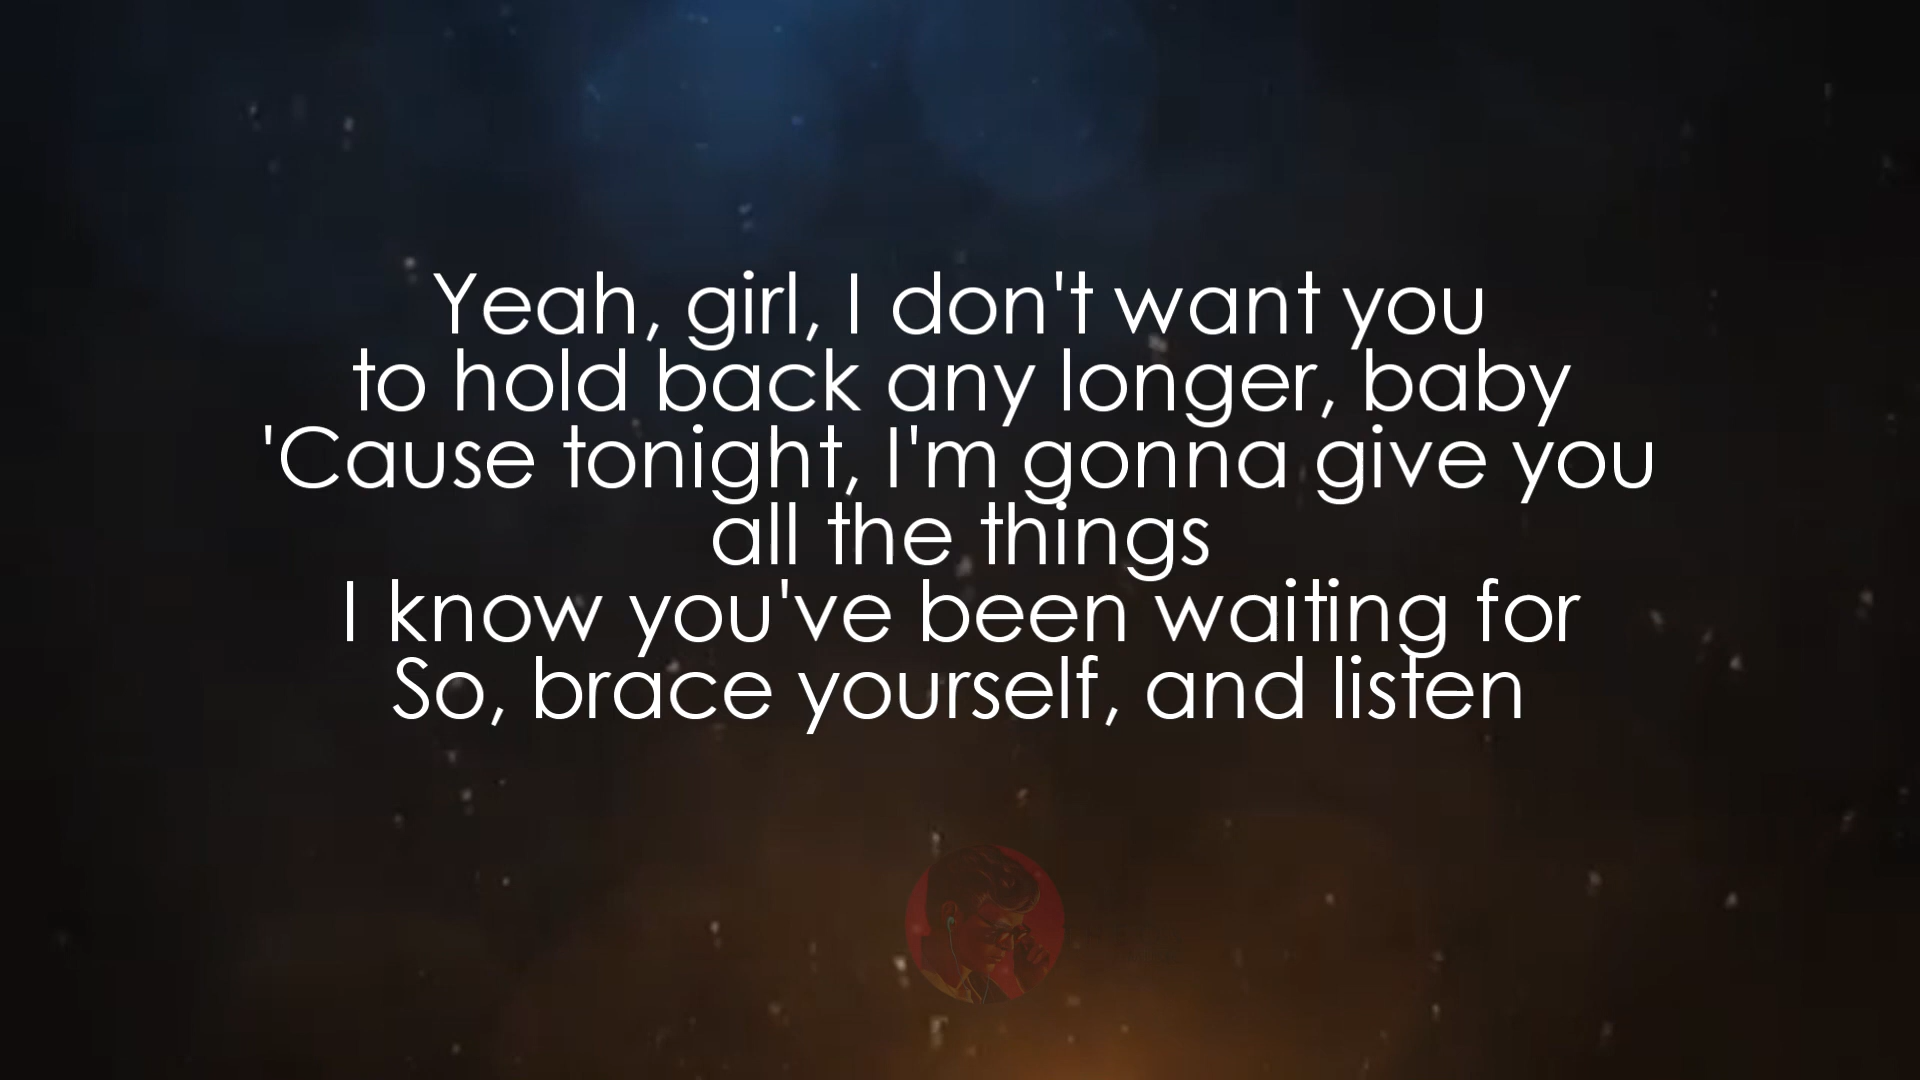 Yeah, girl, I don't want you
to hold back any longer, baby
'Cause tonight, I'm gonna give you
all the things
I know you've been waiting for
So, brace yourself, and listen